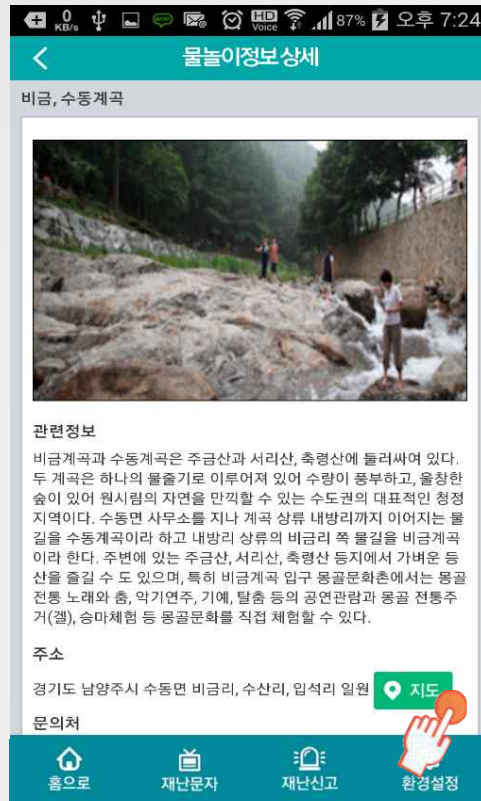 0
KB/s
HD
Voice
87%
오후 7:24
물놀이정보 상세
비금, 수동계곡
관련정보
비금계곡과 수동계곡은 주금산과 서리산, 축령산에 둘러싸여 있다.
두 계곡은 하나의 물줄기로 이루어져 있어 수량이 풍부하고, 울창한
숲이 있어 원시림의 자연을 만끽할 수 있는 수도권의 대표적인 청정
지역이다. 수동면 사무소를 지나 계곡 상류 내방리까지 이어지는 물
길을 수동계곡이라 하고 내방리 상류의 비금리 쪽 물길을 비금계곡
이라 한다. 주변에 있는 주금산, 서리산, 축령산 등지에서 가벼운 등
산을 즐길 수 도 있으며, 특히 비금계곡 입구 몽골문화촌에서는 몽골
전통 노래와 춤, 악기연주, 기예, 탈춤 등의 공연관람과 몽골 전통주
거(겔), 승마체험 등 몽골문화를 직접 체험할 수 있다.
주소
경기도 남양주시 수동면 비금리, 수산리, 입석리 일원
지도
문의처
홈으로
재난문자
재난신고
환경설정